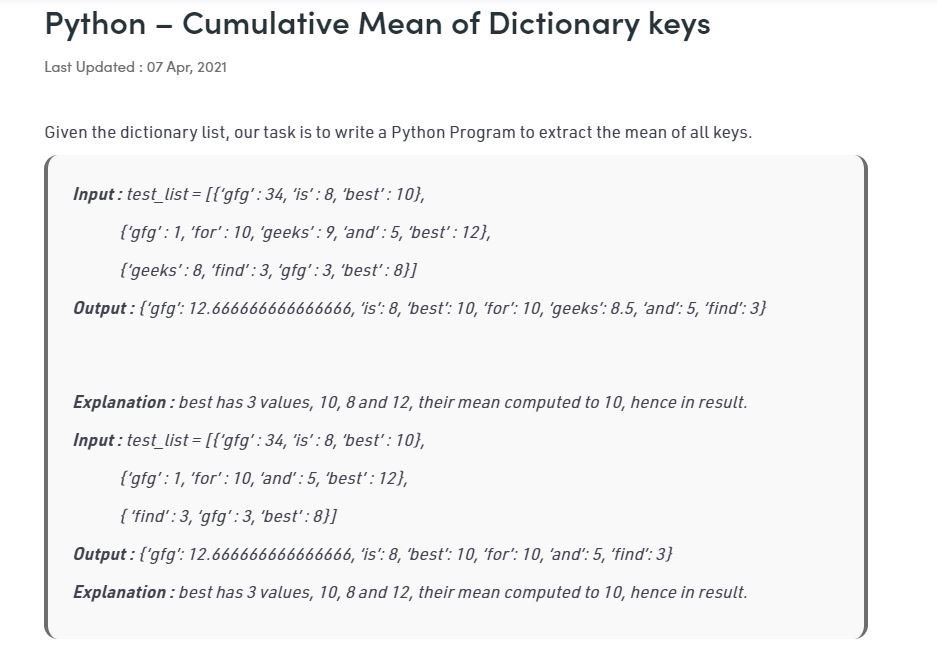 Python – Cumulative Mean of Dictionary keys
Last Updated : 07 Apr, 2021
Given the dictionary list, our task is to write a Python Program to extract the mean of all keys.
Input : test_list = [{‘gfg’ : 34, ‘is’ : 8, ‘best’ : 10},
{‘gfg’ : 1, ‘for’ : 10, ‘geeks’ : 9, ‘and’ : 5, ‘best’ : 12},
{‘geeks’ : 8, ‘find’ : 3, ‘gfg’ : 3, ‘best’ : 8}]
Output : {‘gfg’: 12.666666666666666, ‘is’: 8, ‘best’: 10, ‘for’: 10, ‘geeks’: 8.5, ‘and’: 5, ‘find’: 3}
Explanation : best has 3 values, 10, 8 and 12, their mean computed to 10, hence in result.
Input : test_list = [{‘gfg’ : 34, ‘is’ : 8, ‘best’ : 10},
{‘gfg’ : 1, ‘for’ : 10, ‘and’ : 5, ‘best’ : 12},
{ ‘find’ : 3, ‘gfg’ : 3, ‘best’ : 8}]
Output : {‘gfg’: 12.666666666666666, ‘is’: 8, ‘best’: 10, ‘for’: 10, ‘and’: 5, ‘find’: 3}
Explanation : best has 3 values, 10, 8 and 12, their mean computed to 10, hence in result.